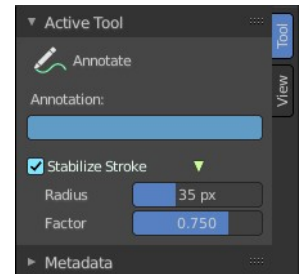 Active Tool
Tool
Annotate
Annotation:
View
Stabilize Stroke
Radius 35 px
Factor 0.750
Metadata